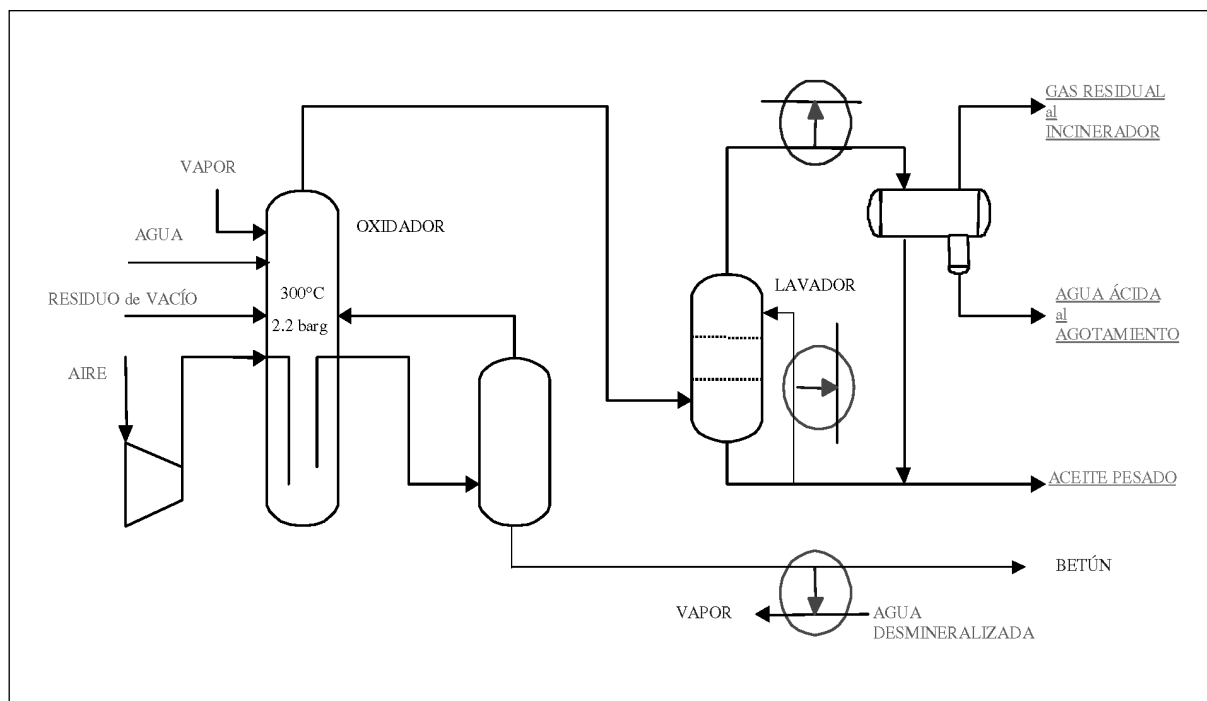 GAS RESIDUAL
al
INCINERADOR
VAPOR
OXIDADOR
AGUA
LAVADOR
300°C
RESIDUO de VACÍO
2.2 barg
AGUA ÁCIDA
al
AGOTAMIENTO
AIRE
ACEITE PESADO
BETÚN
VAPOR
AGUA
DESMINERALIZADA